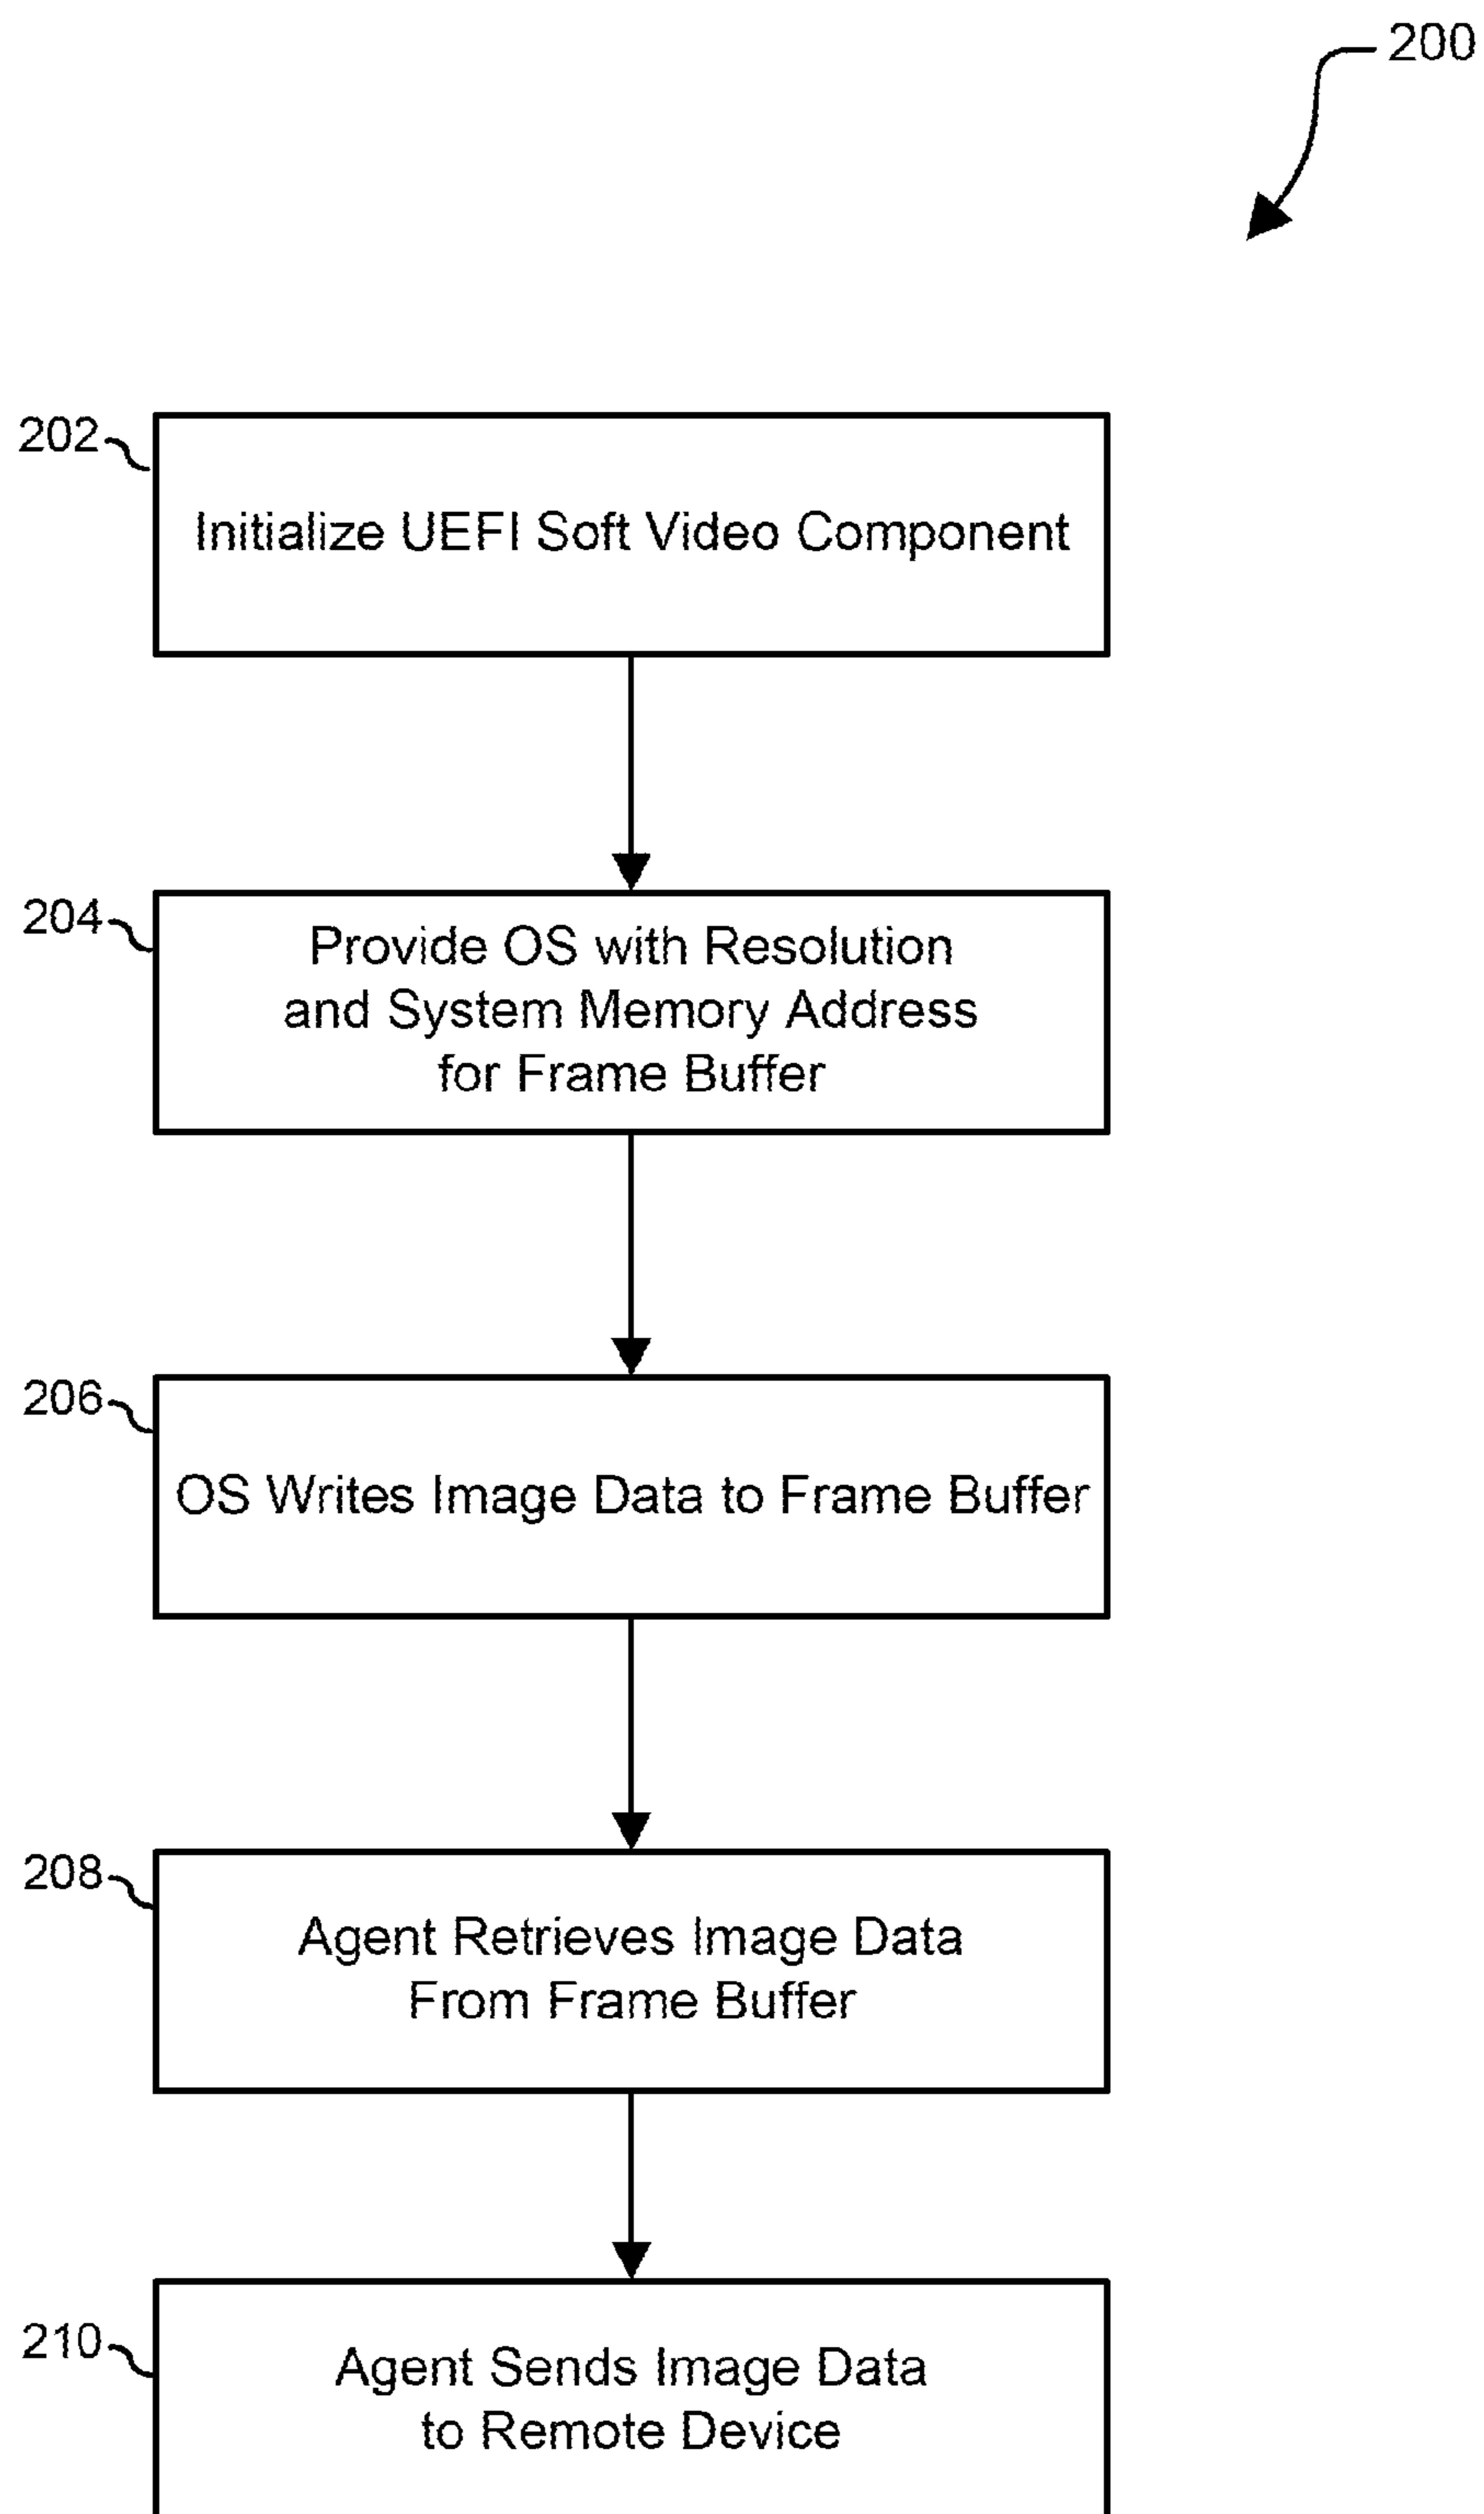 200
202
Initialize UEFI Soft Video Component
204
Provide OS with Resolution
and System Memory Address
for Frame Buffer
206
OS Writes Image Data to Frame Buffer
208
Agent Retrieves Image Data
From Frame Buffer
210
Agent Sends Image Data
to Remote Device